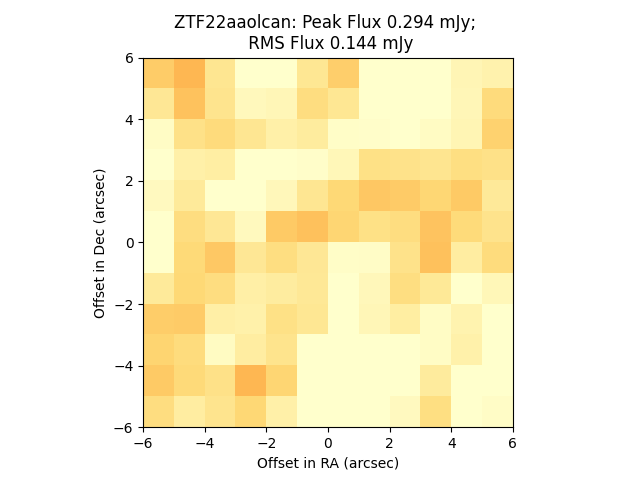 ZTF22aaolcan: Peak Flux 0.294 mJy;
RMS Flux 0.144 mJy
6
4
2
0
−2
−4
−6
Offset in Dec (arcsec)
−6 −4 −2 0 2 4 6
Offset in RA (arcsec)